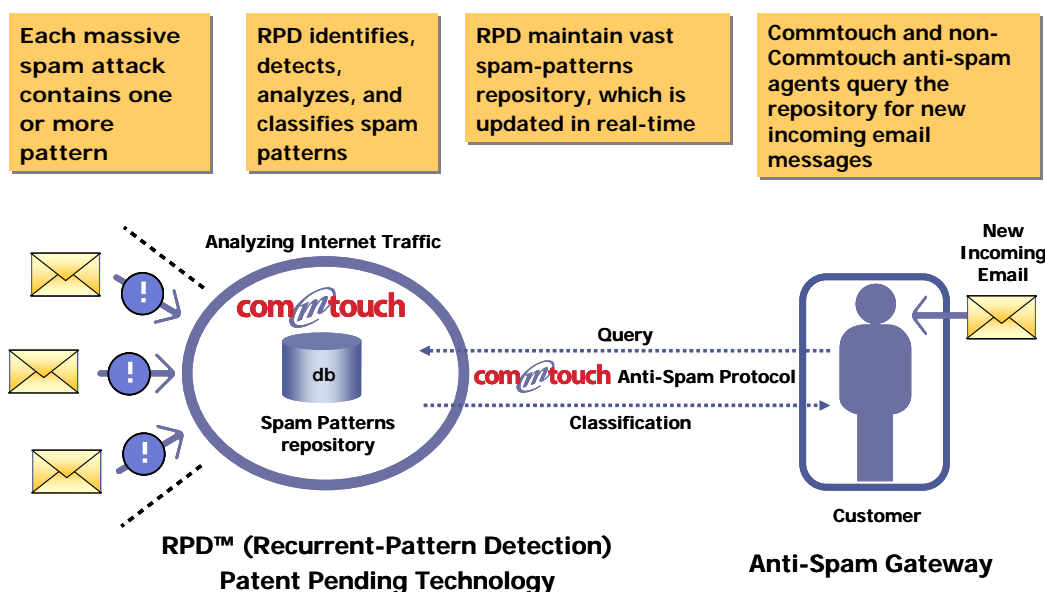 Each massive
spam attack
contains one
or more
pattern
RPD identifies,
detects,
analyzes, and
classifies spam
patterns
RPD maintain vast
spam-patterns
repository, which is
updated in real-time
Commtouch and non-
Commtouch anti-spam
agents query the
repository for new
incoming email
messages
Analyzing Internet Traffic
!
!
!
commtouch
db
Spam Patterns
repository
Query
commtouch Anti-Spam Protocol
Classification
New
Incoming
Email
Customer
RPD™ (Recurrent-Pattern Detection)
Patent Pending Technology
Anti-Spam Gateway